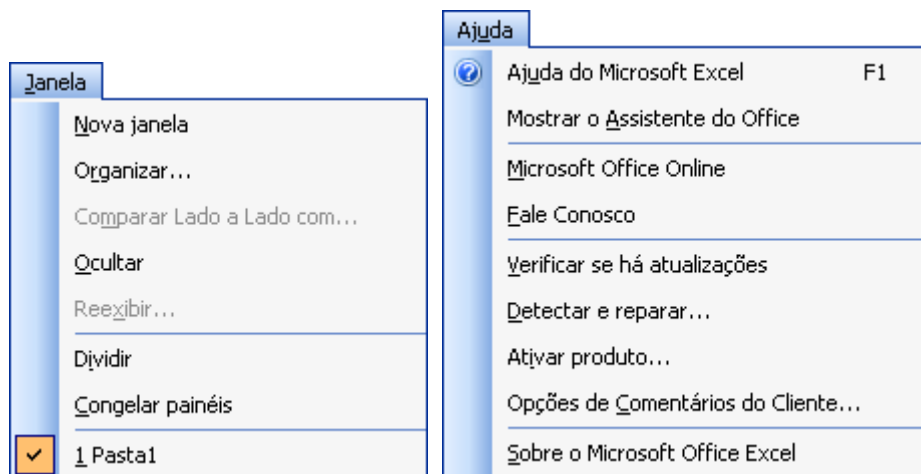 Janela
Nova janela
Organizar...
Comparar Lado a Lado com...
Ocultar
Reexibir...
Dividir
Congelar painéis
1 Pasta1
Ajuda
Ajuda do Microsoft Excel F1
Mostrar o Assistente do Office
Microsoft Office Online
Fale Conosco
Verificar se há atualizações
Detectar e reparar...
Ativar produto...
Opções de Comentários do Cliente...
Sobre o Microsoft Office Excel